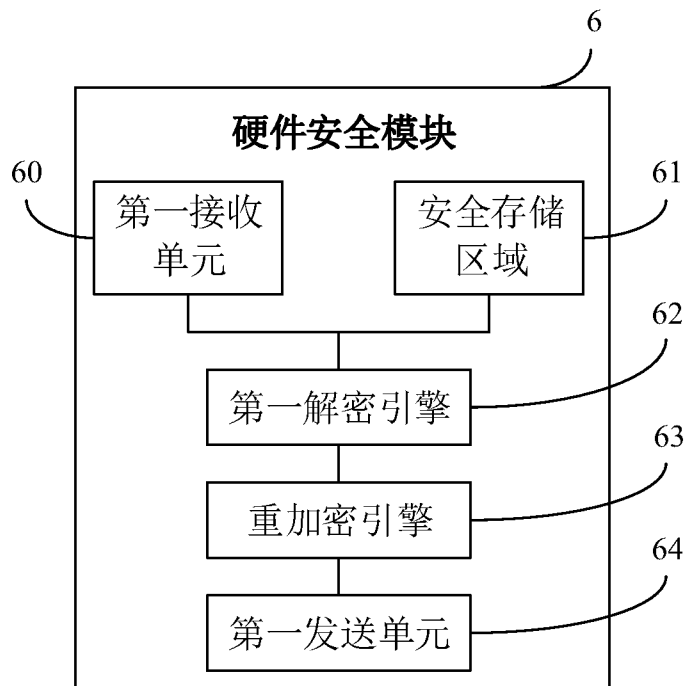 6
硬件安全模块
60
第一接收
单元
61
安全存储
区域
62
第一解密引擎
63
重加密引擎
64
第一发送单元